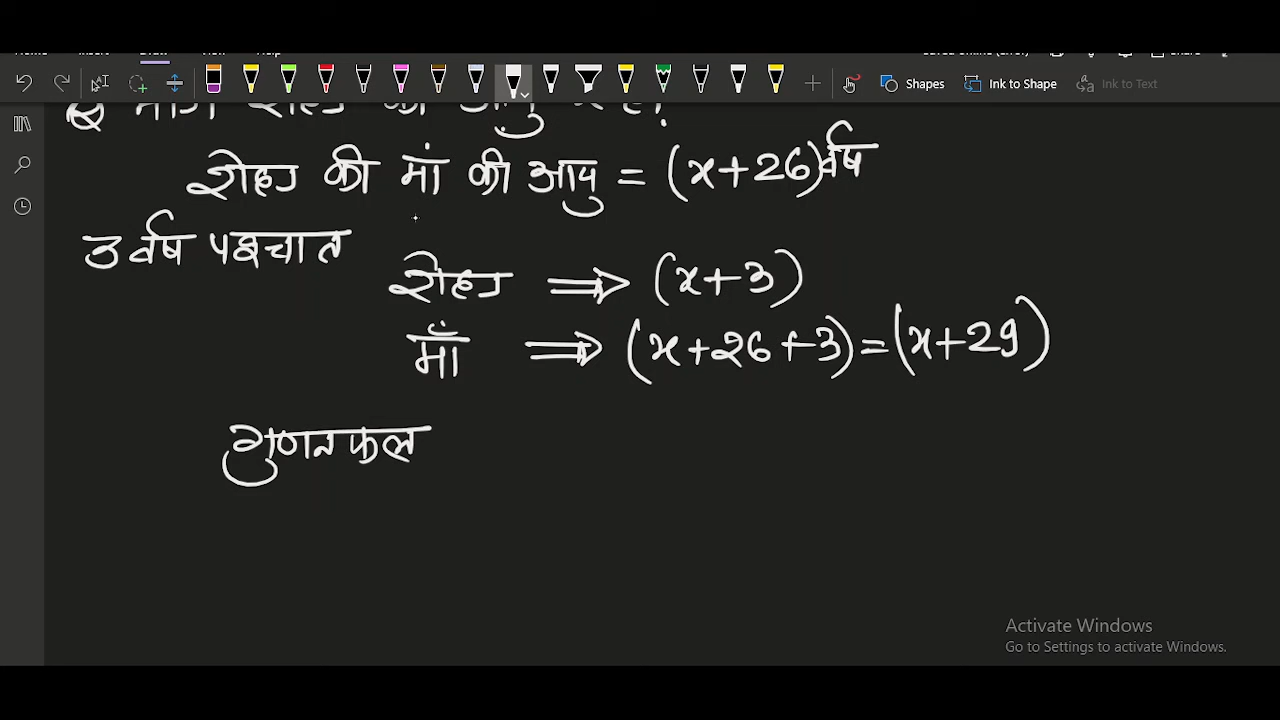 Shapes Ink to Shape Ink to Text
रोहन की मां की आयु = (x+26)वर्ष
3 वर्ष पश्चात
रोहन ⇒ (x+3)
माँ ⇒ (x+26+3)=(x+29)
गुणनफल
Activate Windows
Go to Settings to activate Windows.